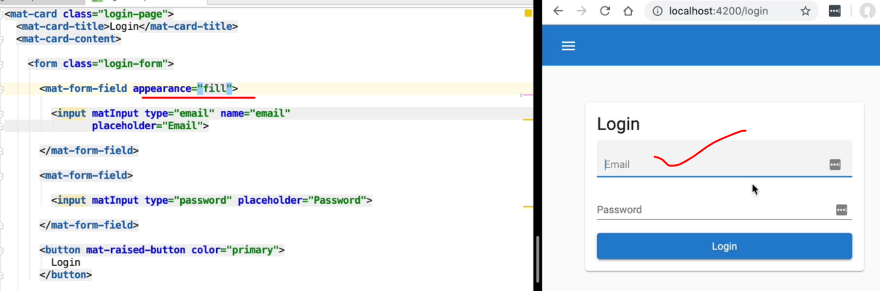 <mat-card class="login-page">
<mat-card-title>Login</mat-card-title>
<mat-card-content>
<form class="login-form">
<mat-form-field appearance="fill">
<input matInput type="email" name="email"
placeholder="Email">
</mat-form-field>
<mat-form-field>
<input matInput type="password" placeholder="Password">
</mat-form-field>
<button mat-raised-button color="primary">
Login
</button>
localhost:4200/login
Login
Email
Password
Login